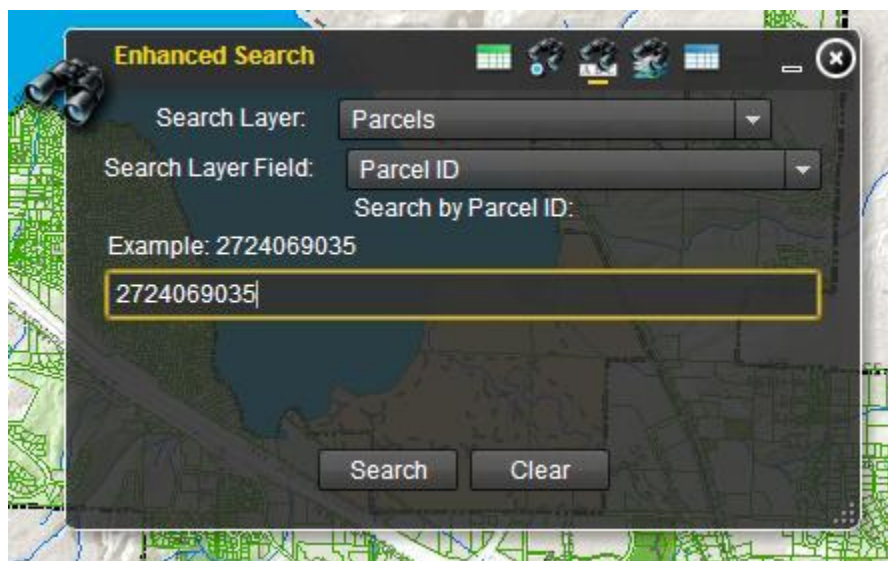 Enhanced Search
Search Layer: Parcels
Search Layer Field: Parcel ID
Search by Parcel ID:
Example: 2724069035
2724069035
Search Clear